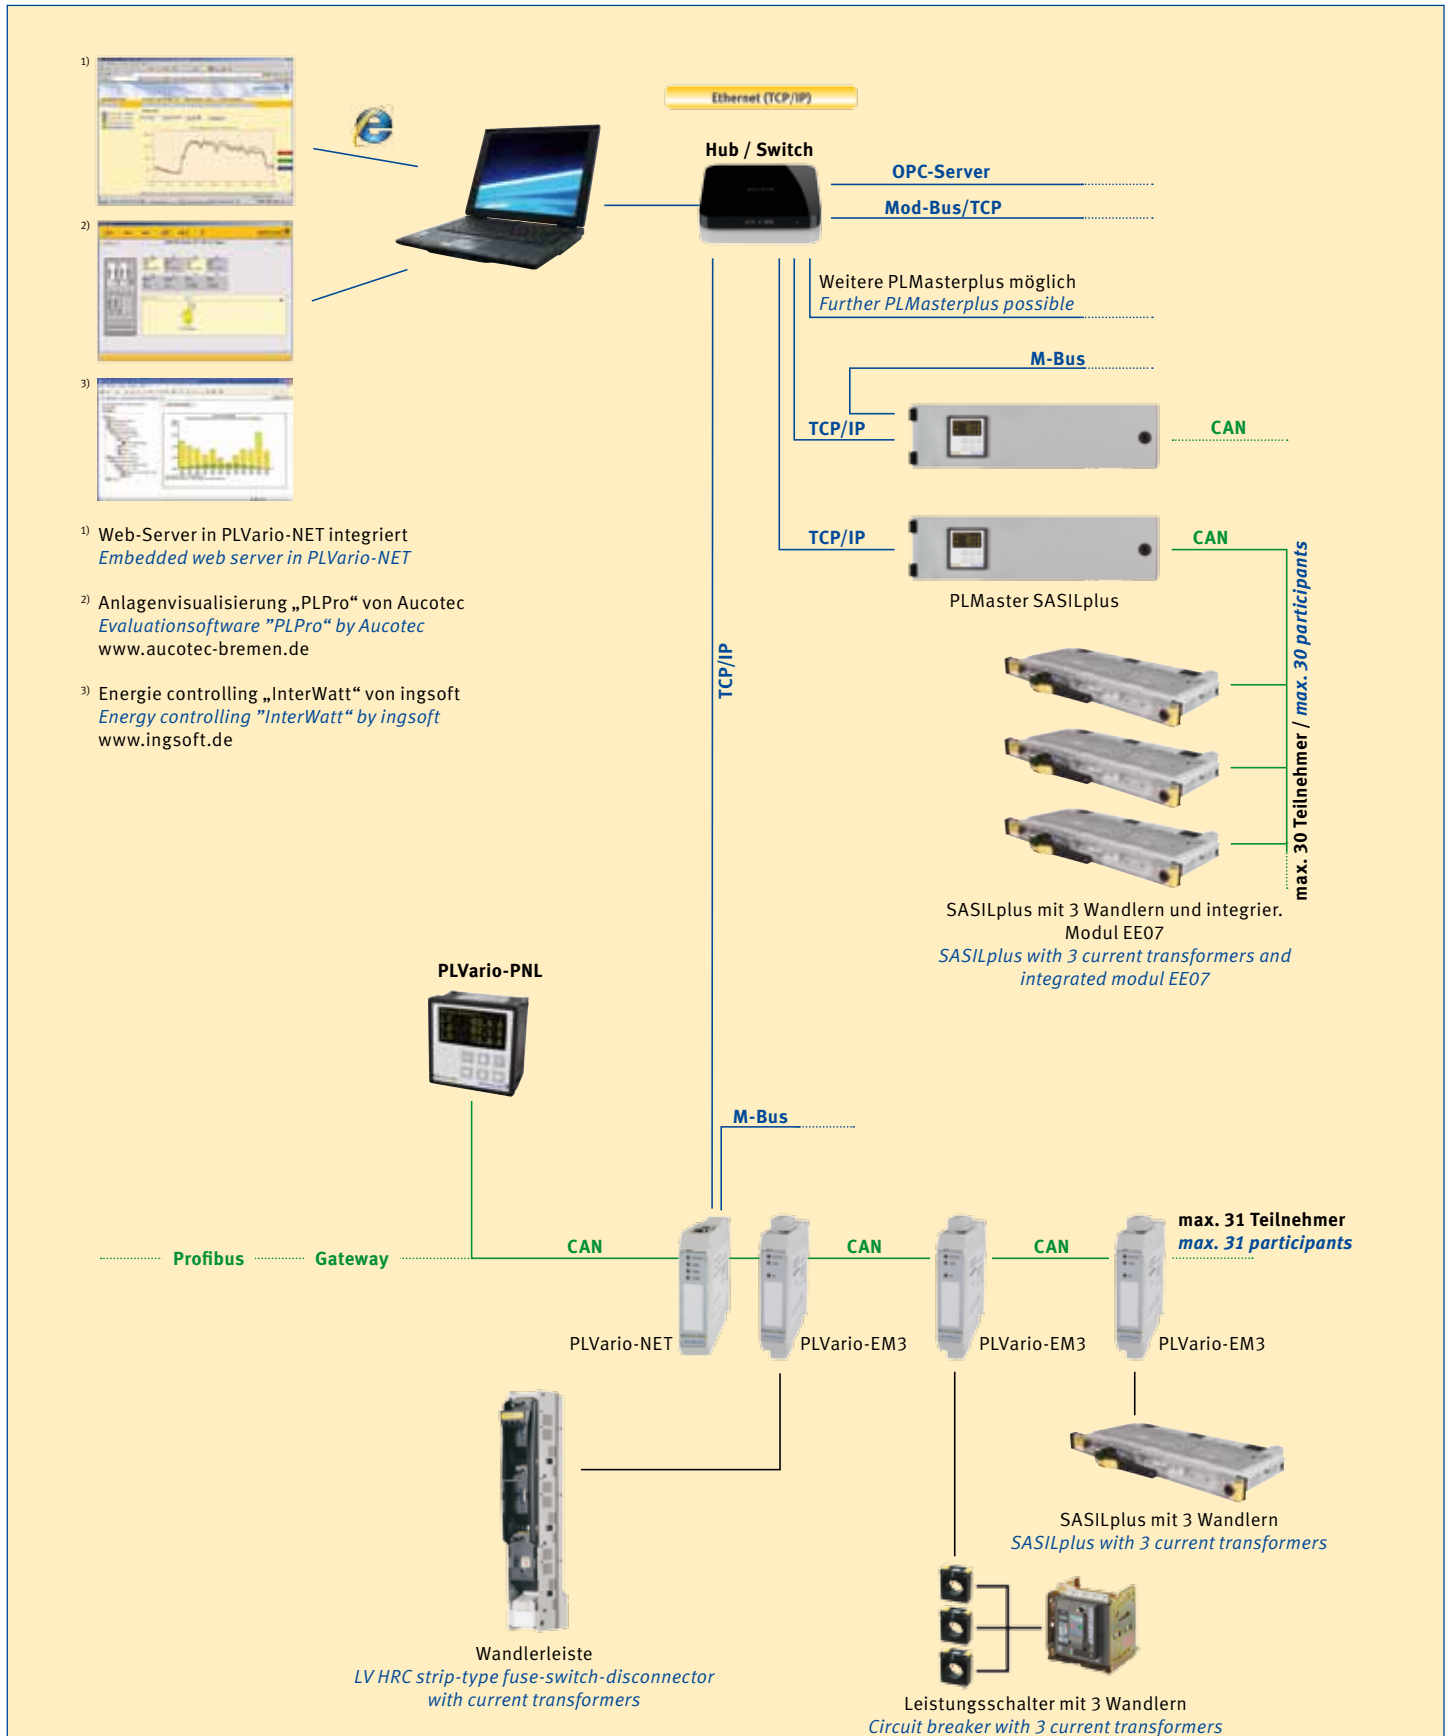 1)
2)
3)
Ethernet (TCP/IP)
Hub / Switch
OPC-Server
Mod-Bus/TCP
Weitere PLMasterplus möglich
Further PLMasterplus possible
M-Bus
TCP/IP
CAN
TCP/IP
CAN
PLMaster SASILplus
max. 30 Teilnehmer / max. 30 participants
1) Web-Server in PLVario-NET integriert
Embedded web server in PLVario-NET
2) Anlagenvisualisierung „PLPro“ von Aucotec
Evaluationsoftware ”PLPro“ by Aucotec
www.aucotec-bremen.de
3) Energie controlling „InterWatt“ von ingsoft
Energy controlling ”InterWatt“ by ingsoft
www.ingsoft.de
TCP/IP
SASILplus mit 3 Wandlern und integrier.
Modul EE07
SASILplus with 3 current transformers and
integrated modul EE07
PLVario-PNL
M-Bus
Profibus
Gateway
CAN
CAN
CAN
max. 31 Teilnehmer
max. 31 participants
PLVario-NET
PLVario-EM3
PLVario-EM3
PLVario-EM3
SASILplus mit 3 Wandlern
SASILplus with 3 current transformers
Wandlerleiste
LV HRC strip-type fuse-switch-disconnector
with current transformers
Leistungsschalter mit 3 Wandlern
Circuit breaker with 3 current transformers